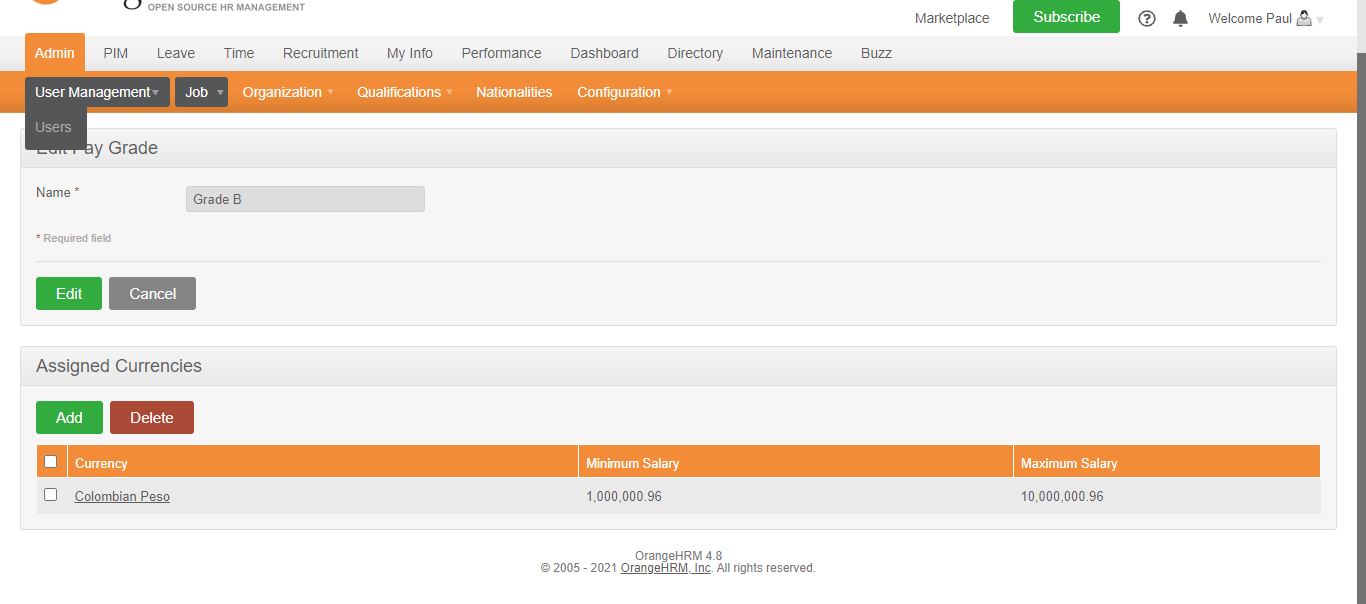 OPEN SOURCE HR MANAGEMENT
Marketplace Subscribe Welcome Paul
Admin PIM Leave Time Recruitment My Info Performance Dashboard Directory Maintenance Buzz
User Management Job Organization Qualifications Nationalities Configuration
Users
Edit Pay Grade
Name *
Grade B
* Required field
Edit Cancel
Assigned Currencies
Add Delete
Currency Minimum Salary Maximum Salary
Colombian Peso 1,000,000.96 10,000,000.96
OrangeHRM 4.8
© 2005 - 2021 OrangeHRM, Inc. All rights reserved.